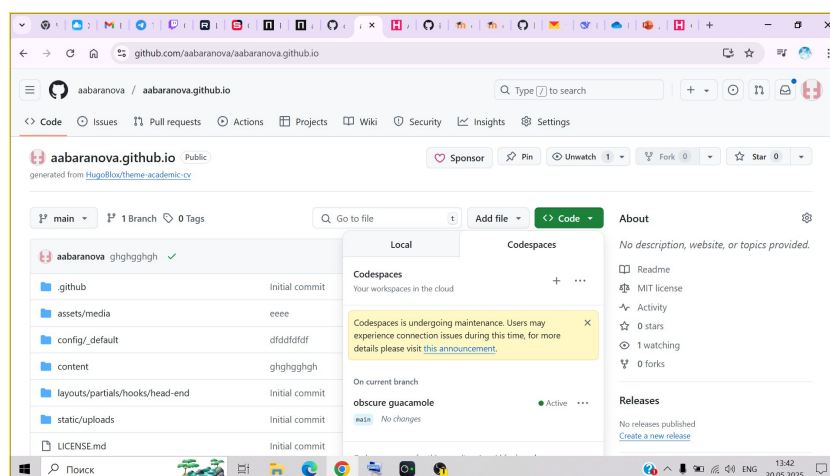 github.com/aabaranova/aabaranova.github.io
aabaranova / aabaranova.github.io
Type / to search
Code Issues Pull requests Actions Projects Wiki Security Insights Settings
aabaranova.github.io Public
Sponsor Pin Unwatch 1 Fork 0 Star 0
generated from HugoBlox/theme-academic-cv
main 1 Branch 0 Tags Go to file t Add file Code
About
Local Codespaces
No description, website, or topics provided.
aabaranova ghghgghgh
Codespaces
Your workspaces in the cloud
Readme
.github Initial commit
MIT license
assets/media eeee
Activity
Codespaces is undergoing maintenance. Users may
experience connection issues during this time, for more
details please visit this announcement.
0 stars
config/_default dfddfdfdf
1 watching
content ghghgghgh
0 forks
On current branch
layouts/partials/hooks/head-end Initial commit
obscure guacamole Active
Releases
static/uploads Initial commit
main No changes
No releases published
LICENSE.md Initial commit
Create a new release
Поиск
ENG
13:42
30.05.2025